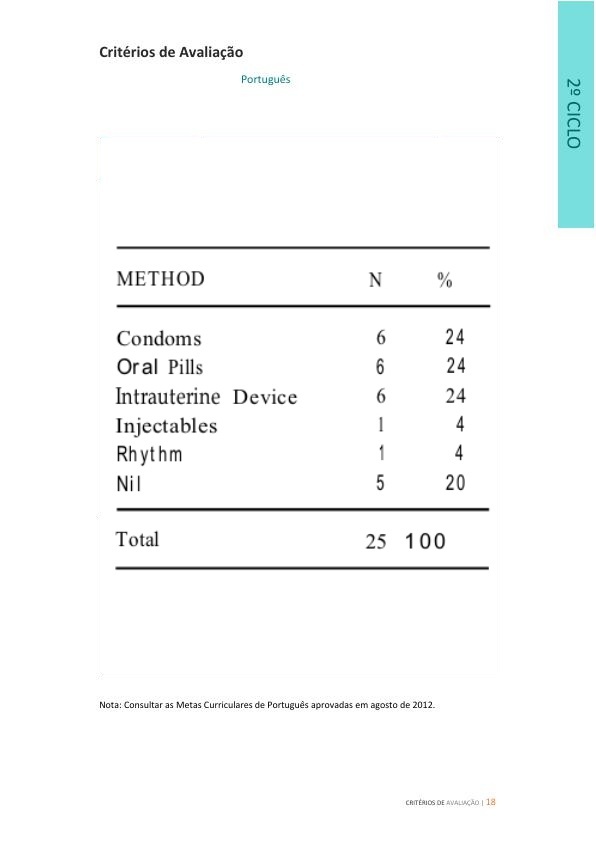 Critérios de Avaliação
Português
2º CICLO
METHOD N %
Condoms 6 24
Oral Pills 6 24
Intrauterine Device 6 24
Injectables 1 4
Rhythm 1 4
Nil 5 20
Total 25 100
Nota: Consultar as Metas Curriculares de Português aprovadas em agosto de 2012.
CRITÉRIOS DE AVALIAÇÃO | 18